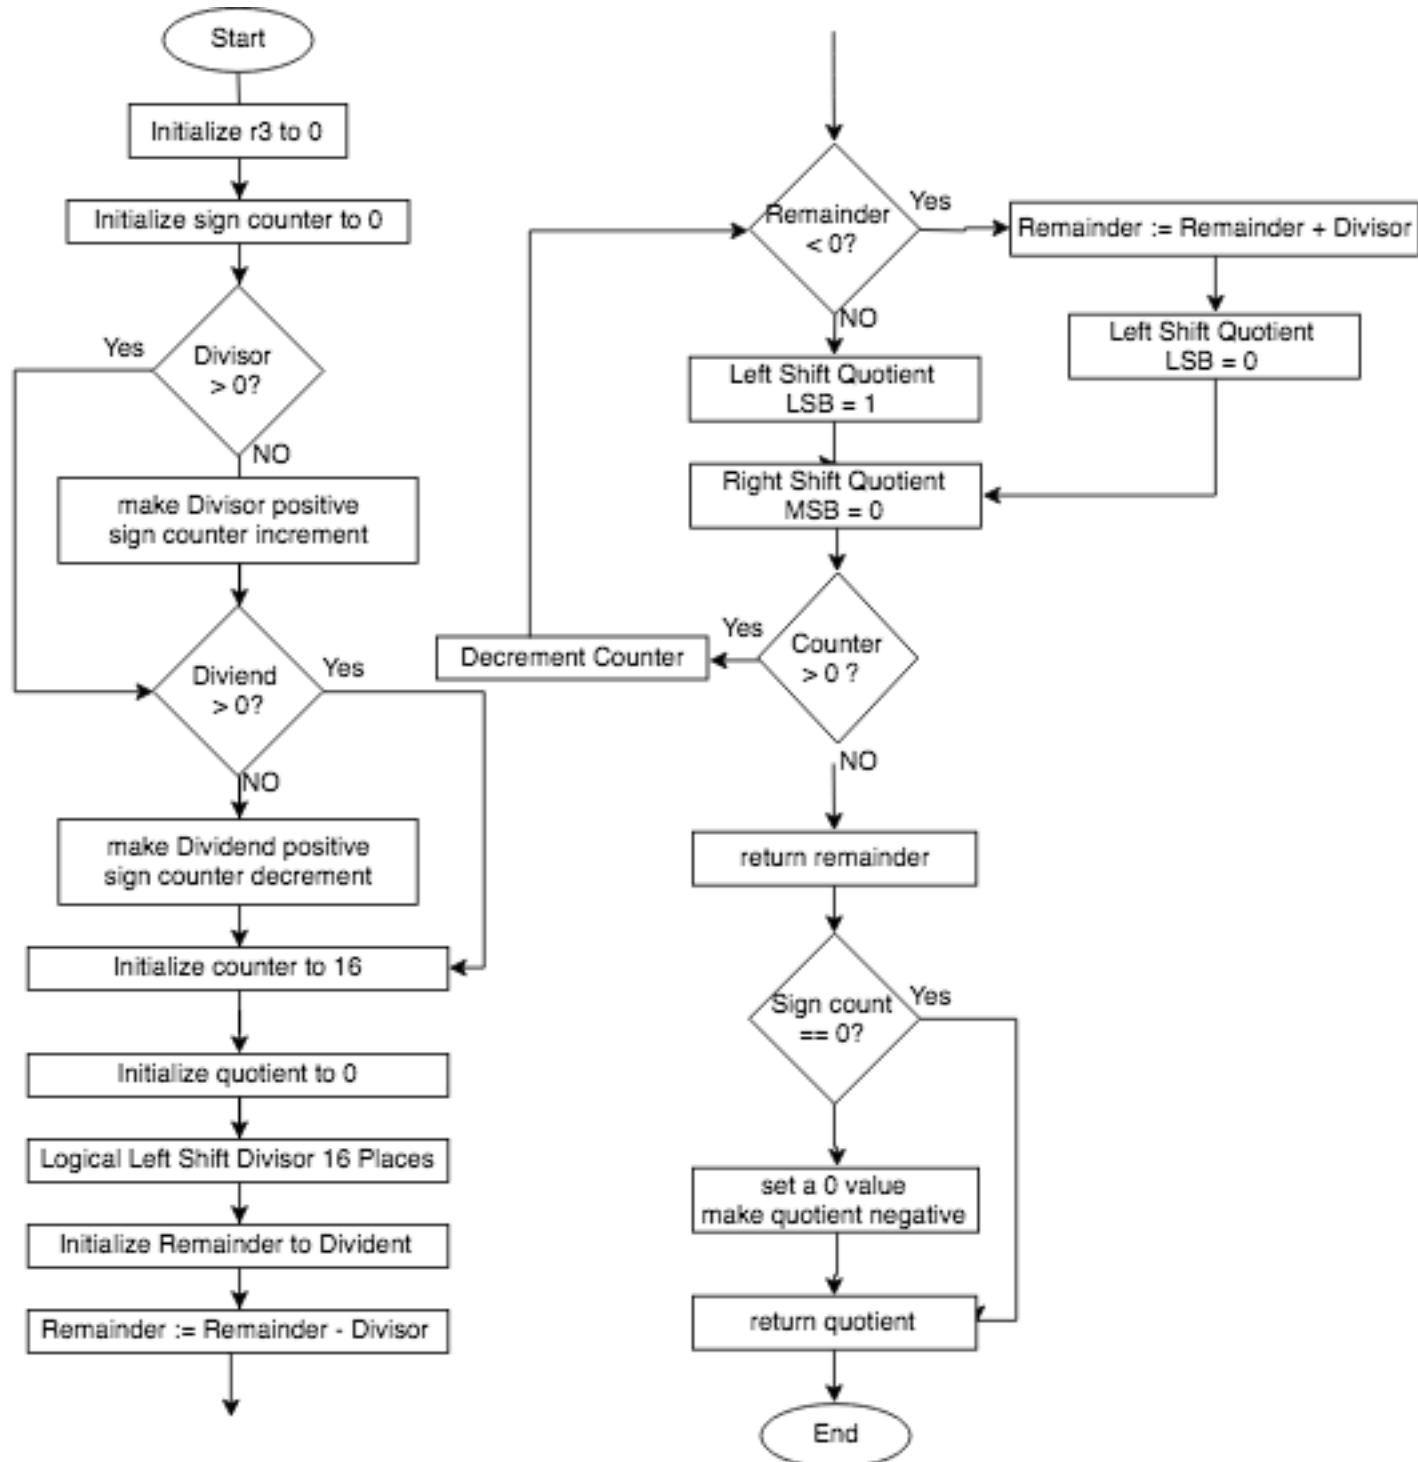 Start
Initialize r3 to 0
Initialize sign counter to 0
Yes
Divisor
> 0?
NO
make Divisor positive
sign counter increment
Diviend
> 0?
Yes
NO
make Dividend positive
sign counter decrement
Initialize counter to 16
Initialize quotient to 0
Logical Left Shift Divisor 16 Places
Initialize Remainder to Divident
Remainder := Remainder - Divisor
Remainder
< 0?
Yes
Remainder := Remainder + Divisor
Left Shift Quotient
LSB = 0
NO
Left Shift Quotient
LSB = 1
Right Shift Quotient
MSB = 0
Counter
> 0 ?
Yes
Decrement Counter
NO
return remainder
Sign count
== 0?
Yes
set a 0 value
make quotient negative
return quotient
End